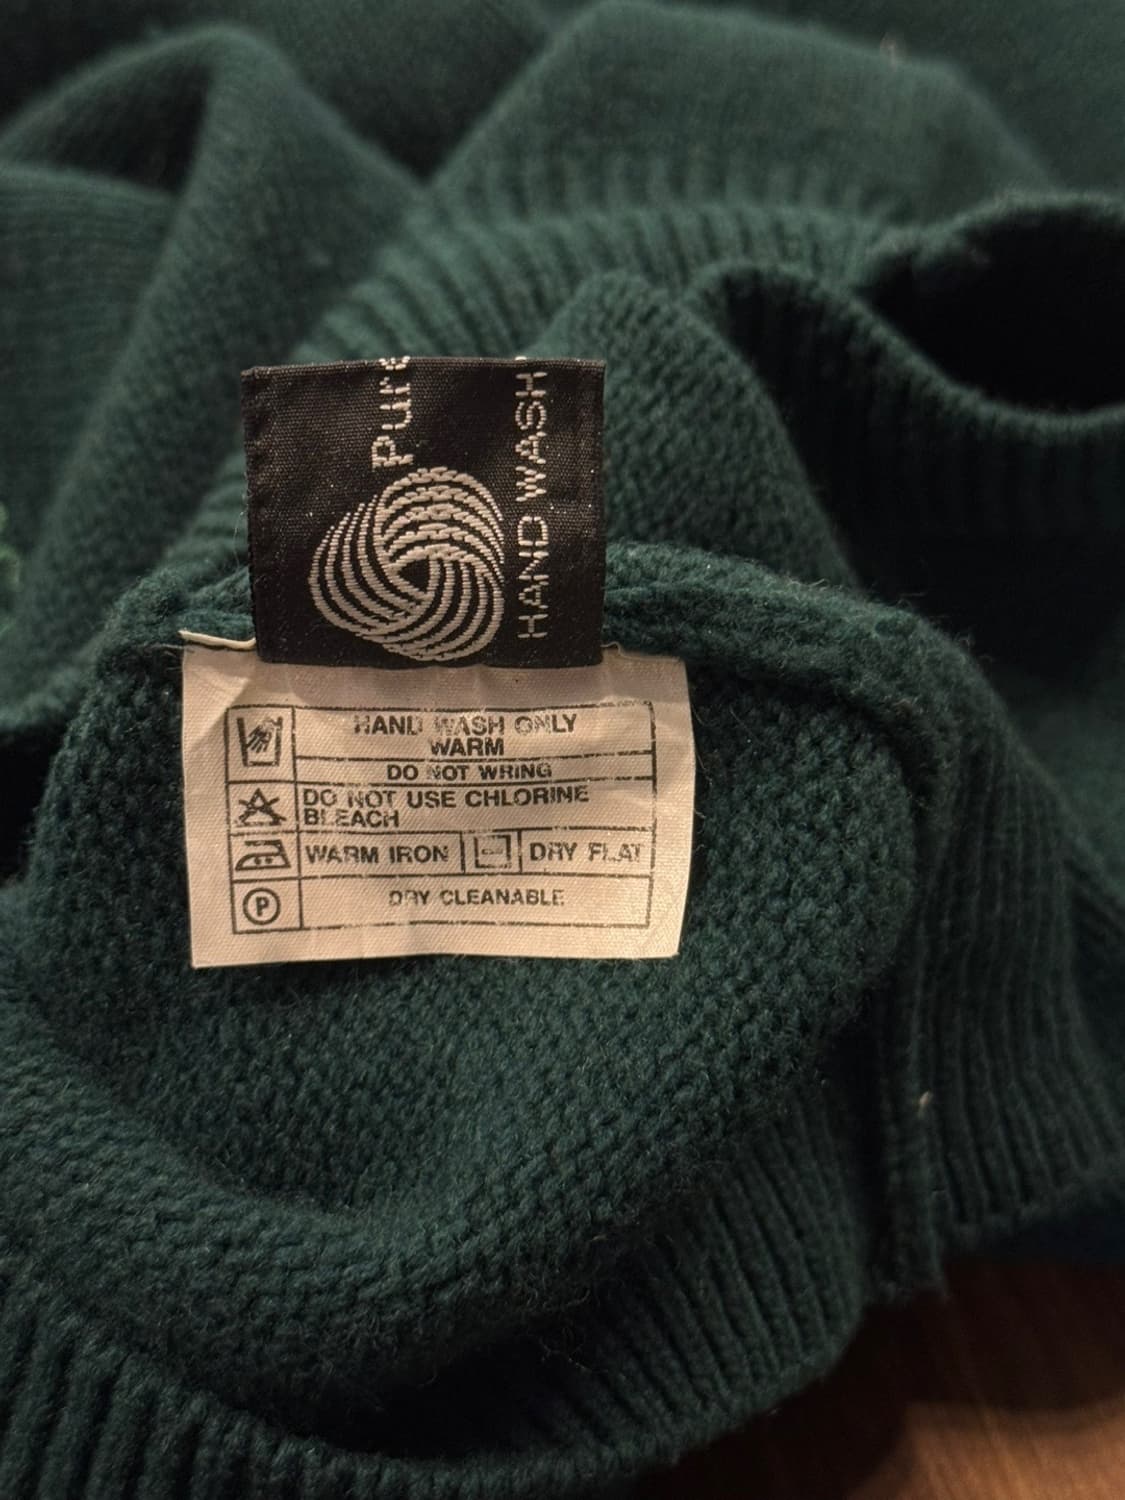 Pure
HAND WASH
HAND WASH ONLY
WARM
DO NOT WRING
DO NOT USE CHLORINE
BLEACH
WARM IRON
DRY FLAT
P
DRY CLEANABLE